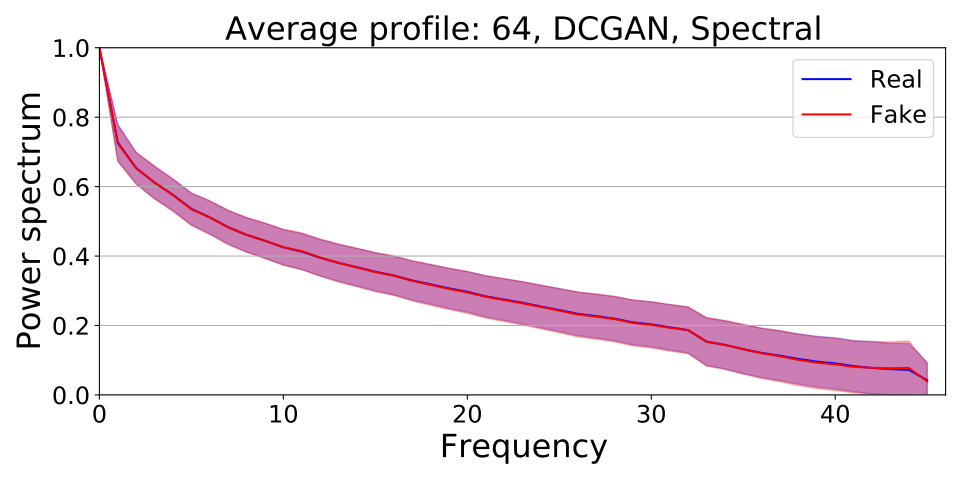 Average profile: 64, DCGAN, Spectral
1.0
0.8
0.6
0.4
0.2
0.0
Power spectrum
Real
Fake
0 10 20 30 40
Frequency